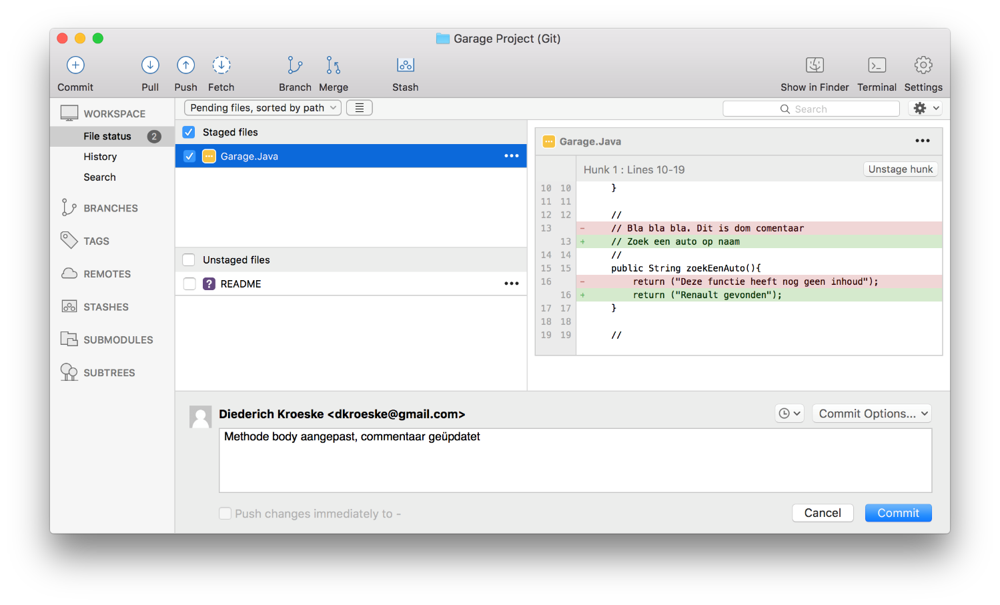 Garage Project (Git)
Commit Pull Push Fetch Branch Merge Stash Show in Finder Terminal Settings
WORKSPACE
File status 2
History
Search
BRANCHES
TAGS
REMOTES
STASHES
SUBMODULES
SUBTREES
Pending files, sorted by path
Search
Staged files
Garage.Java
Unstaged files
? README
Garage.Java
Hunk 1 : Lines 10-19 Unstage hunk
10 10 }
11 11
12 12 //
13 - // Bla bla bla. Dit is dom comentaar
13 + // Zoek een auto op naam
14 14 //
15 15 public String zoekEenAuto(){
16 - return ("Deze functie heeft nog geen inhoud");
16 + return ("Renault gevonden");
17 17 }
18 18
19 19 //
Diederich Kroeske <dkroeske@gmail.com> Commit Options...
Methode body aangepast, commentaar geüpdatet
Push changes immediately to -
Cancel Commit